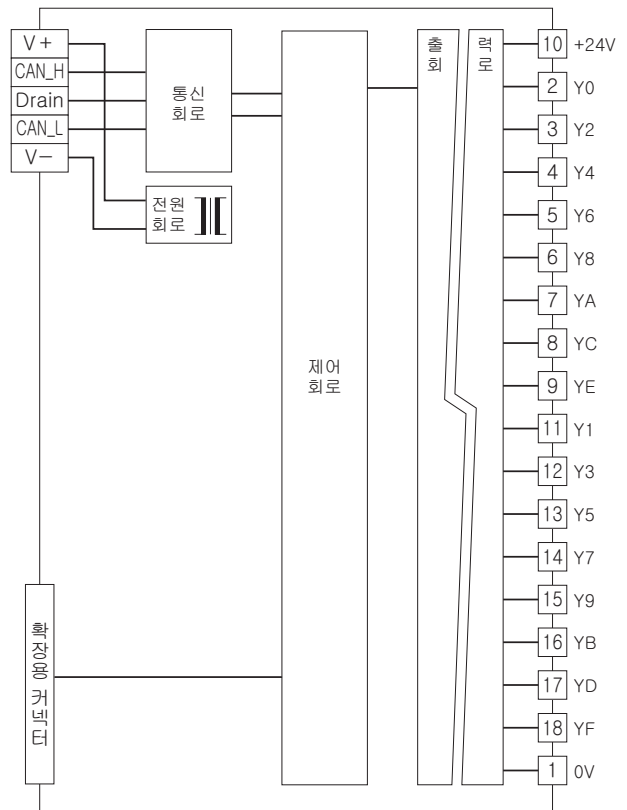 V+
CAN_H
Drain
CAN_L
V−
통신
회로
전원
회로
제어
회로
출 력
회 로
확장용 커넥터
10 +24V
2 Y0
3 Y2
4 Y4
5 Y6
6 Y8
7 YA
8 YC
9 YE
11 Y1
12 Y3
13 Y5
14 Y7
15 Y9
16 YB
17 YD
18 YF
1 0V